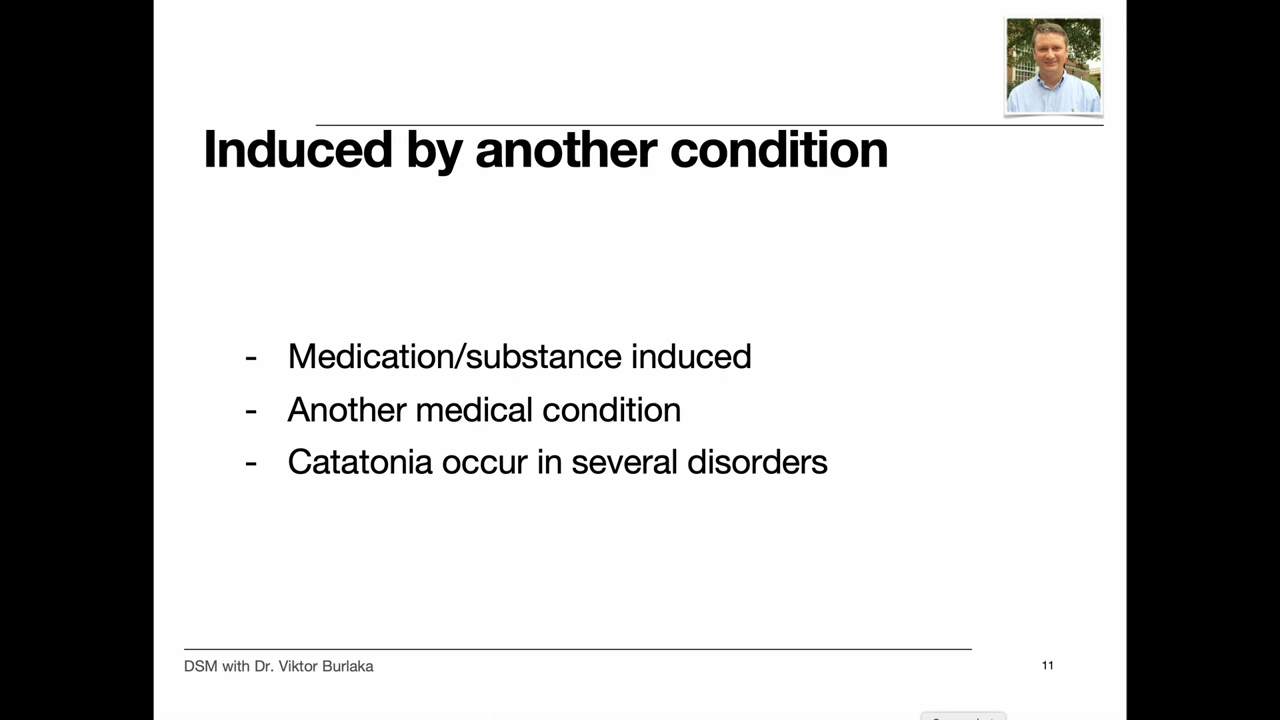 Induced by another condition
- Medication/substance induced
- Another medical condition
- Catatonia occur in several disorders
DSM with Dr. Viktor Burlaka
11